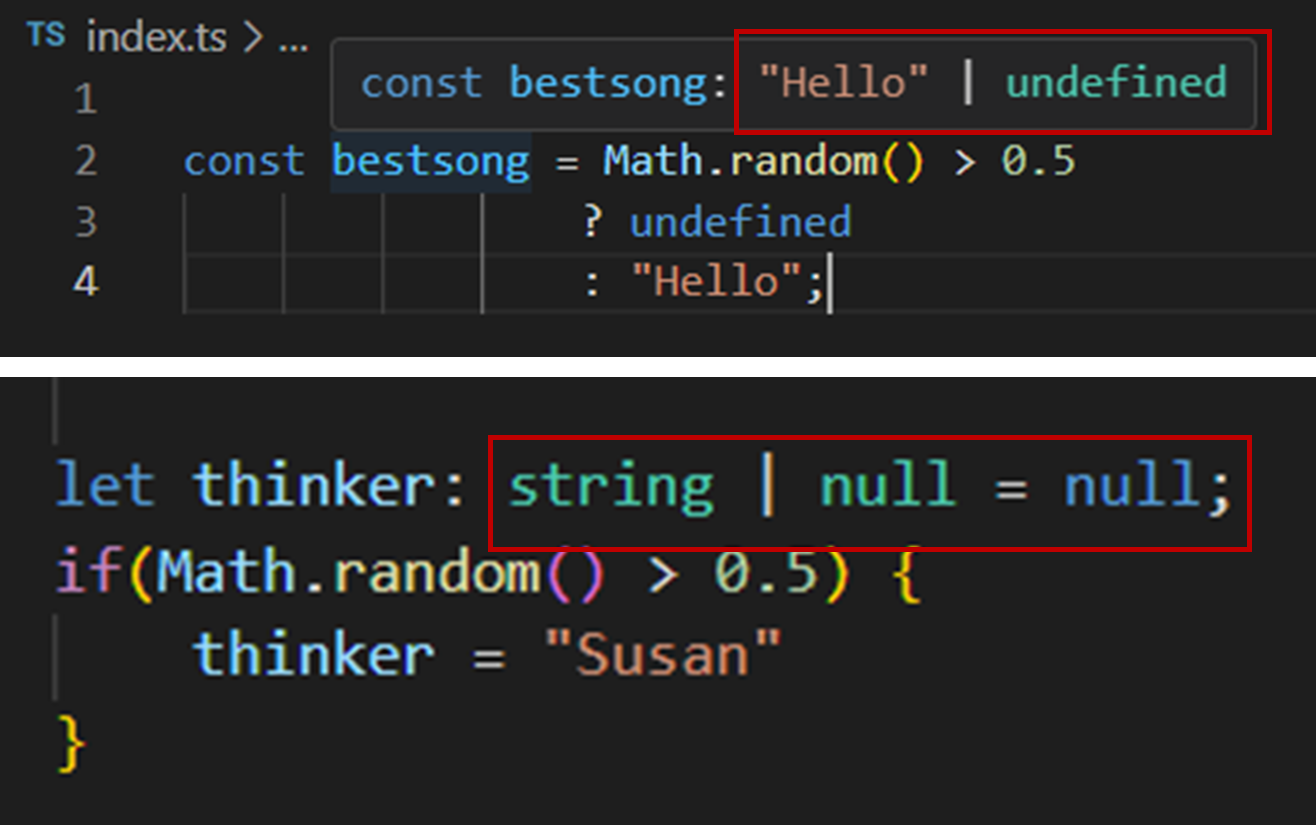 TS index.ts > ...
const bestsong: "Hello" | undefined
1
2 const bestsong = Math.random() > 0.5
3 ? undefined
4 : "Hello";
let thinker: string | null = null;
if(Math.random() > 0.5) {
thinker = "Susan"
}